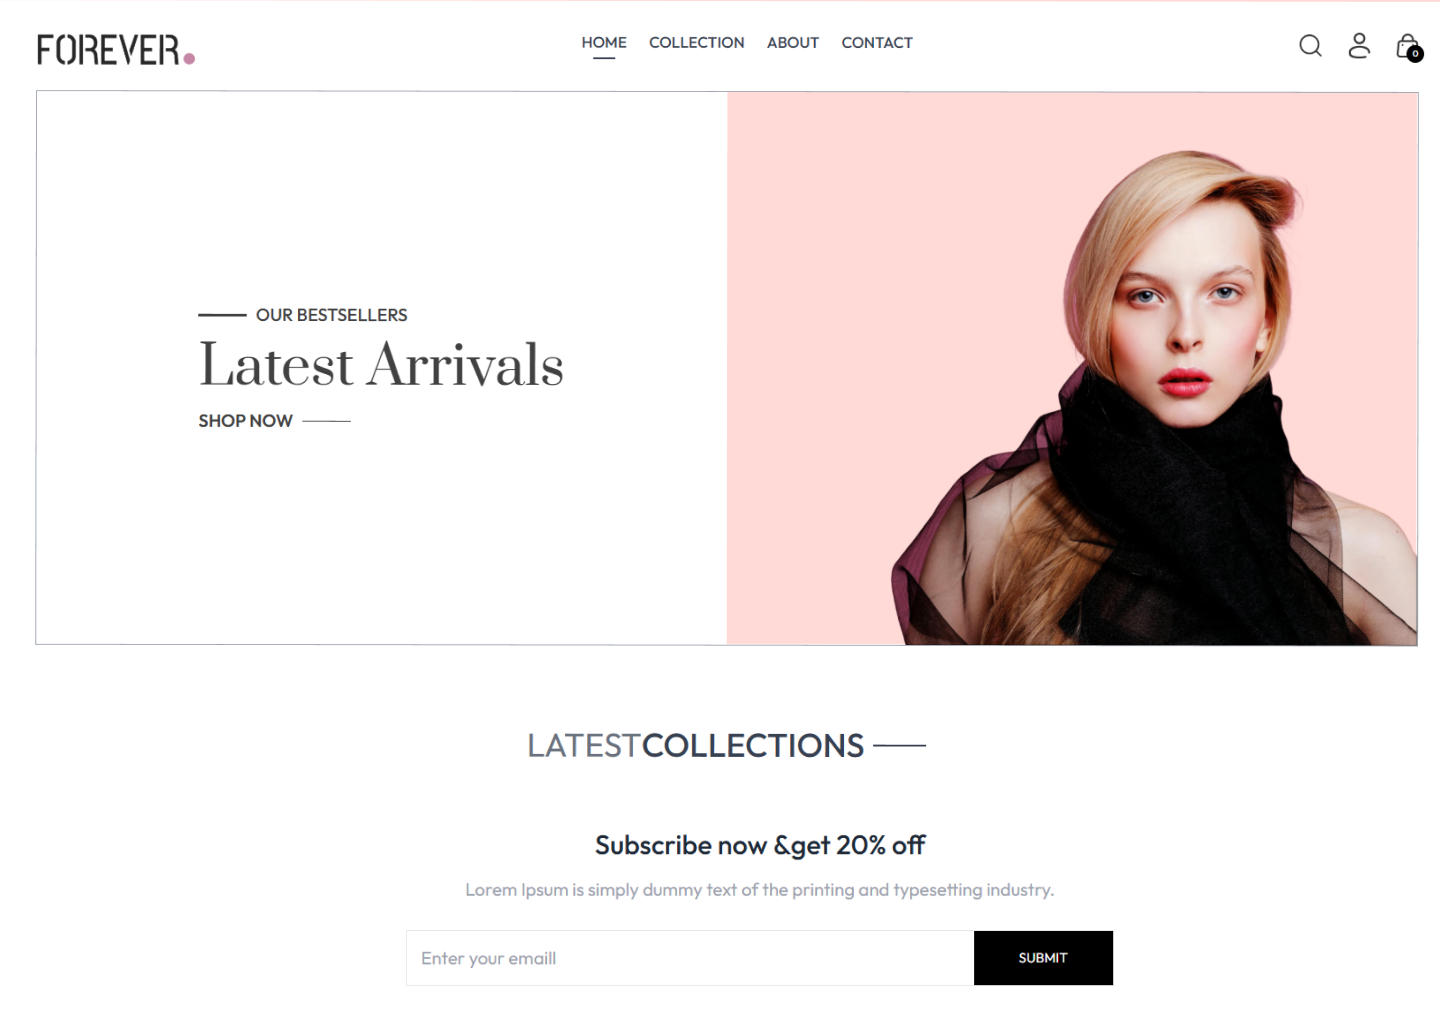 FOREVER.
HOME COLLECTION ABOUT CONTACT
0
OUR BESTSELLERS
Latest Arrivals
SHOP NOW
LATESTCOLLECTIONS
Subscribe now &get 20% off
Lorem Ipsum is simply dummy text of the printing and typesetting industry.
Enter your emaill
SUBMIT